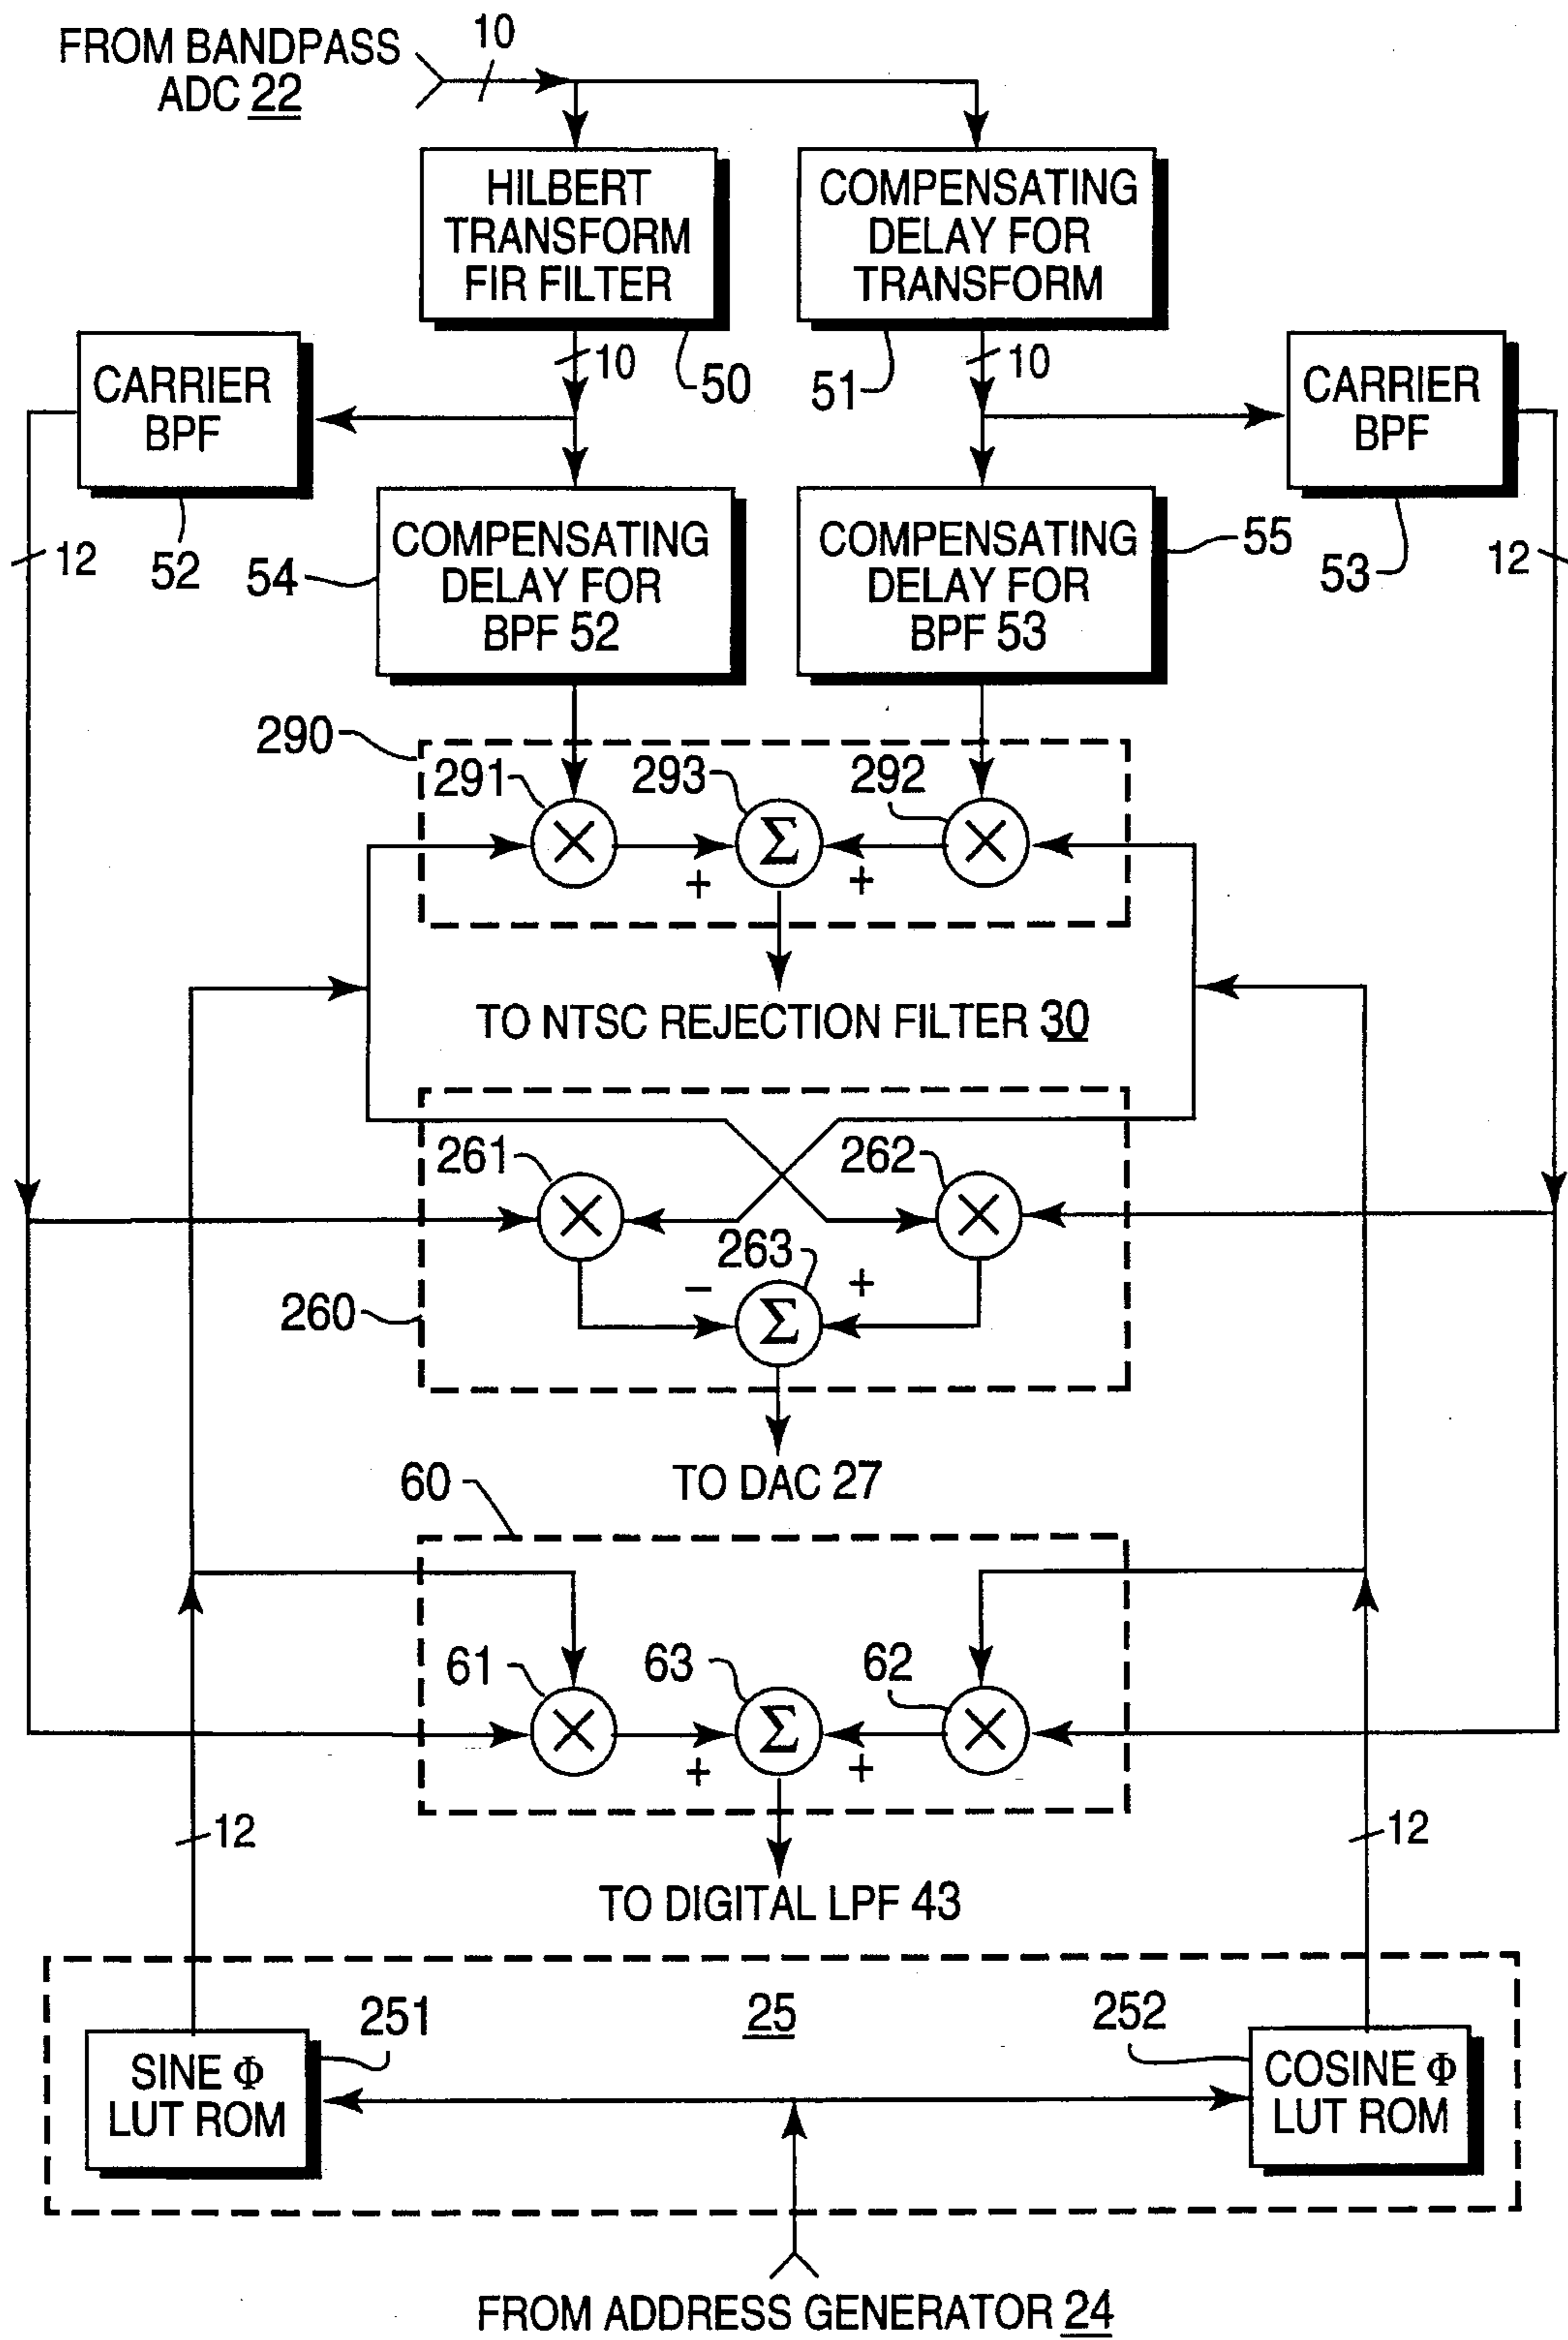 FROM BANDPASS
ADC 22
10
HILBERT
TRANSFORM
FIR FILTER
COMPENSATING
DELAY FOR
TRANSFORM
10
50
51
10
CARRIER
BPF
CARRIER
BPF
12
52
54
COMPENSATING
DELAY FOR
BPF 52
COMPENSATING
DELAY FOR
BPF 53
55
53
12
290
291
293
292
×
Σ
×
+
+
TO NTSC REJECTION FILTER 30
261
262
×
×
263
260
−
+
Σ
TO DAC 27
60
61
63
62
×
Σ
×
+
+
12
12
TO DIGITAL LPF 43
251
25
252
SINE Φ
LUT ROM
COSINE Φ
LUT ROM
FROM ADDRESS GENERATOR 24